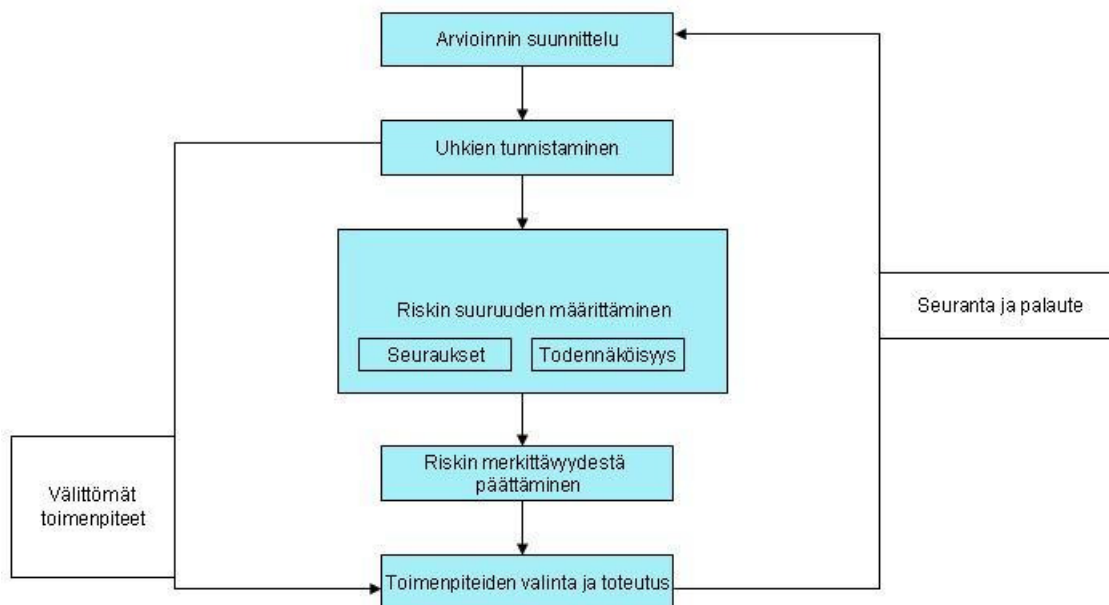 Arvioinnin suunnittelu
Uhkien tunnistaminen
Riskin suuruuden määrittäminen
Seuraukset
Todennäköisyys
Seuranta ja palaute
Riskin merkittävyydestä
päättäminen
Välittömät
toimenpiteet
Toimenpiteiden valinta ja toteutus